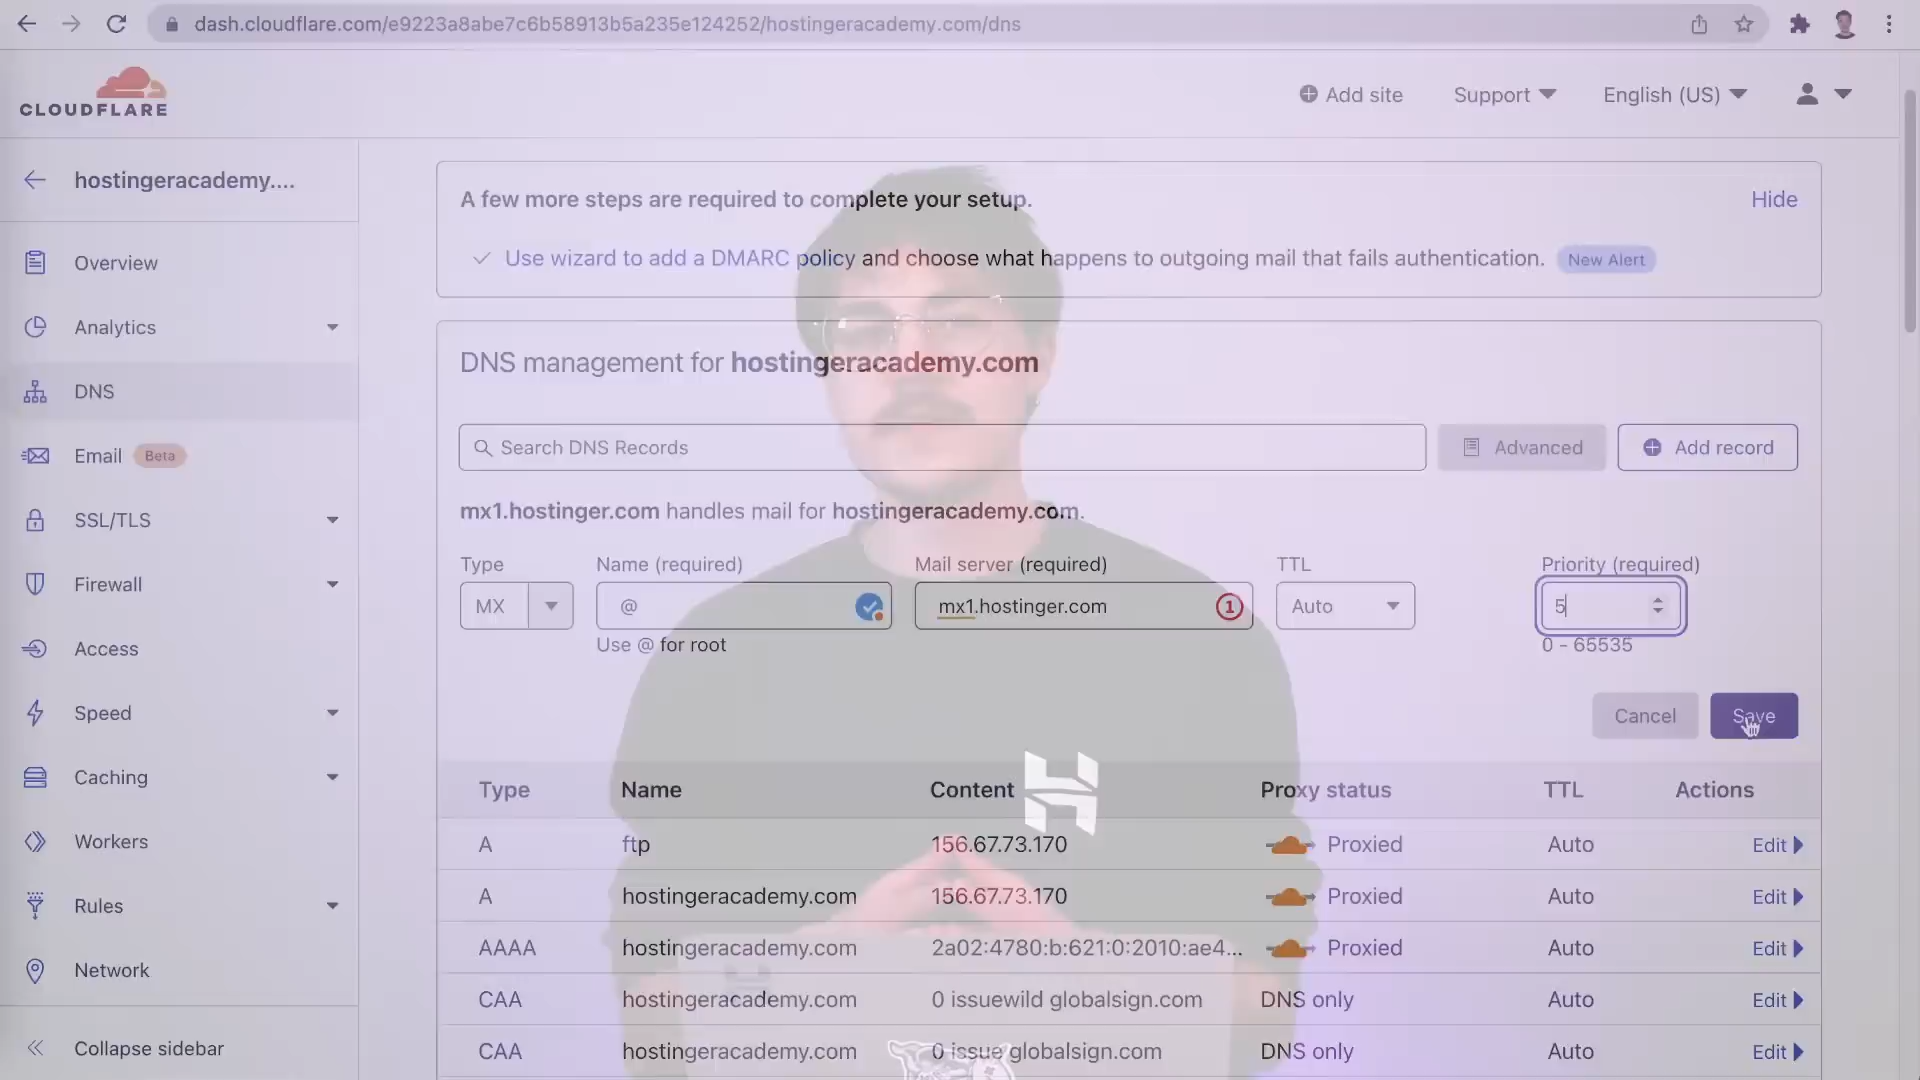 dash.cloudflare.com/e9223a8abe7c6b58913b5a235e124252/hostingeracademy.com/dns
CLOUDFLARE
Add site
Support
English (US)
hostingeracademy....
Overview
Analytics
DNS
Email Beta
SSL/TLS
Firewall
Access
Speed
Caching
Workers
Rules
Network
Collapse sidebar
A few more steps are required to complete your setup.
Hide
Use wizard to add a DMARC policy and choose what happens to outgoing mail that fails authentication. New Alert
DNS management for hostingeracademy.com
Search DNS Records
Advanced
Add record
mx1.hostinger.com handles mail for hostingeracademy.com.
Type Name (required) Mail server (required) TTL Priority (required)
MX @ mx1.hostinger.com 1 Auto 5
Use @ for root 0 - 65535
Cancel Save
Type Name Content Proxy status TTL Actions
A ftp 156.67.73.170 Proxied Auto Edit
A hostingeracademy.com 156.67.73.170 Proxied Auto Edit
AAAA hostingeracademy.com 2a02:4780:b:621:0:2010:ae4... Proxied Auto Edit
CAA hostingeracademy.com 0 issuewild globalsign.com DNS only Auto Edit
CAA hostingeracademy.com 0 issue globalsign.com DNS only Auto Edit